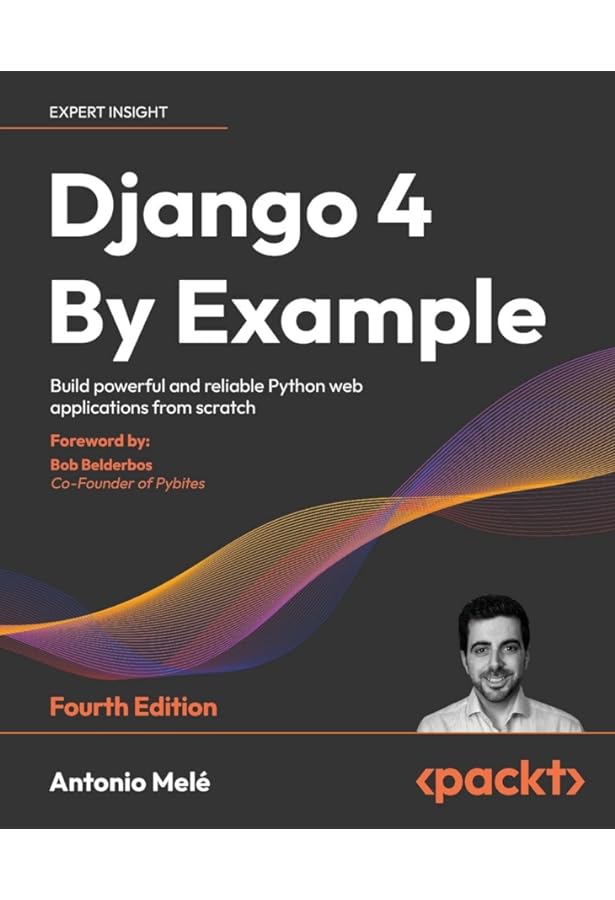 EXPERT INSIGHT
Django 4
By Example
Build powerful and reliable Python web
applications from scratch
Foreword by:
Bob Belderbos
Co-Founder of Pybites
Fourth Edition
Antonio Melé
<packt>